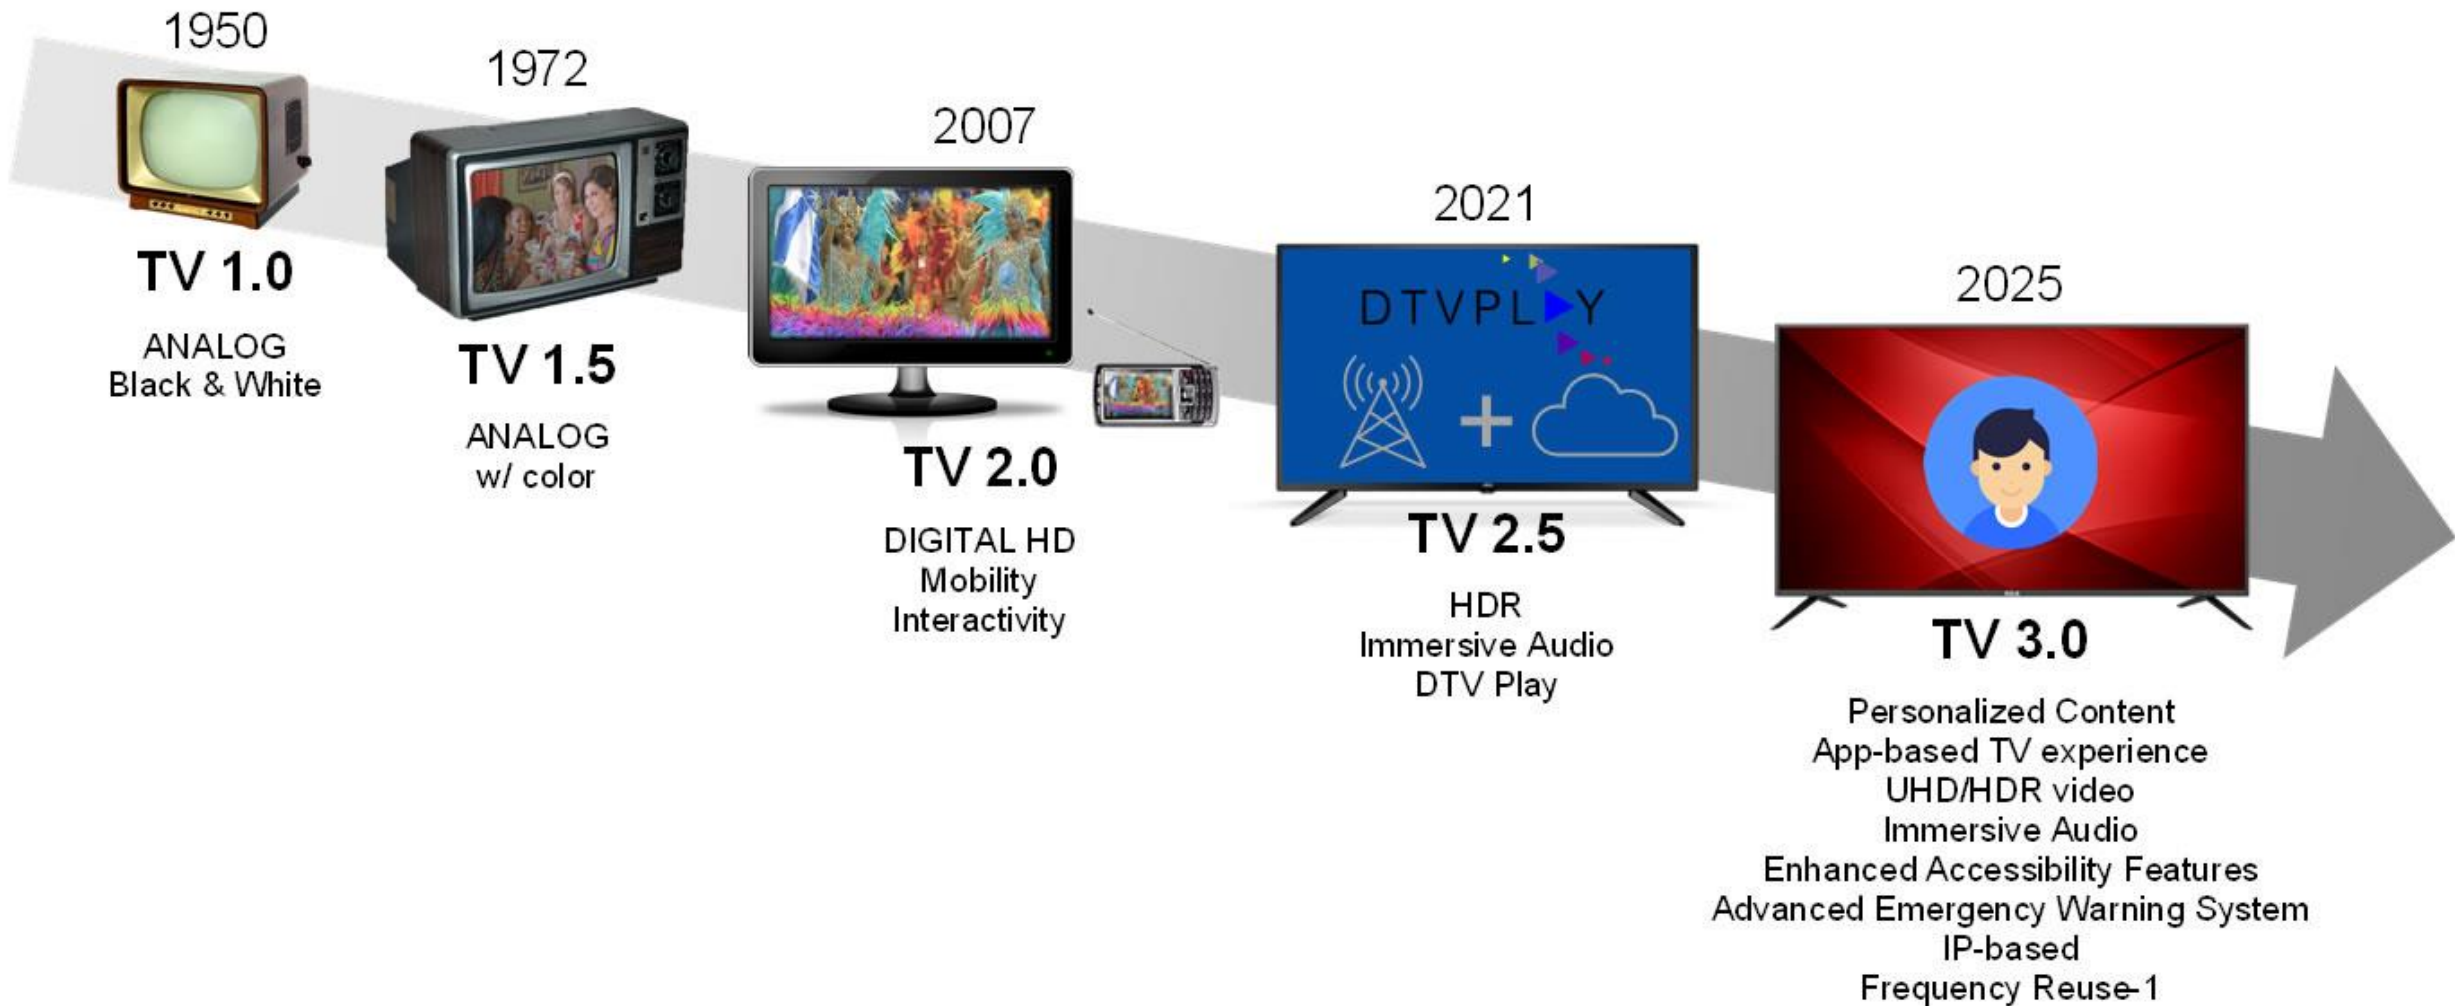 1950
TV 1.0
ANALOG
Black & White
1972
TV 1.5
ANALOG
w/ color
2007
TV 2.0
DIGITAL HD
Mobility
Interactivity
2021
DTVPL▶Y
TV 2.5
HDR
Immersive Audio
DTV Play
2025
TV 3.0
Personalized Content
App-based TV experience
UHD/HDR video
Immersive Audio
Enhanced Accessibility Features
Advanced Emergency Warning System
IP-based
Frequency Reuse-1